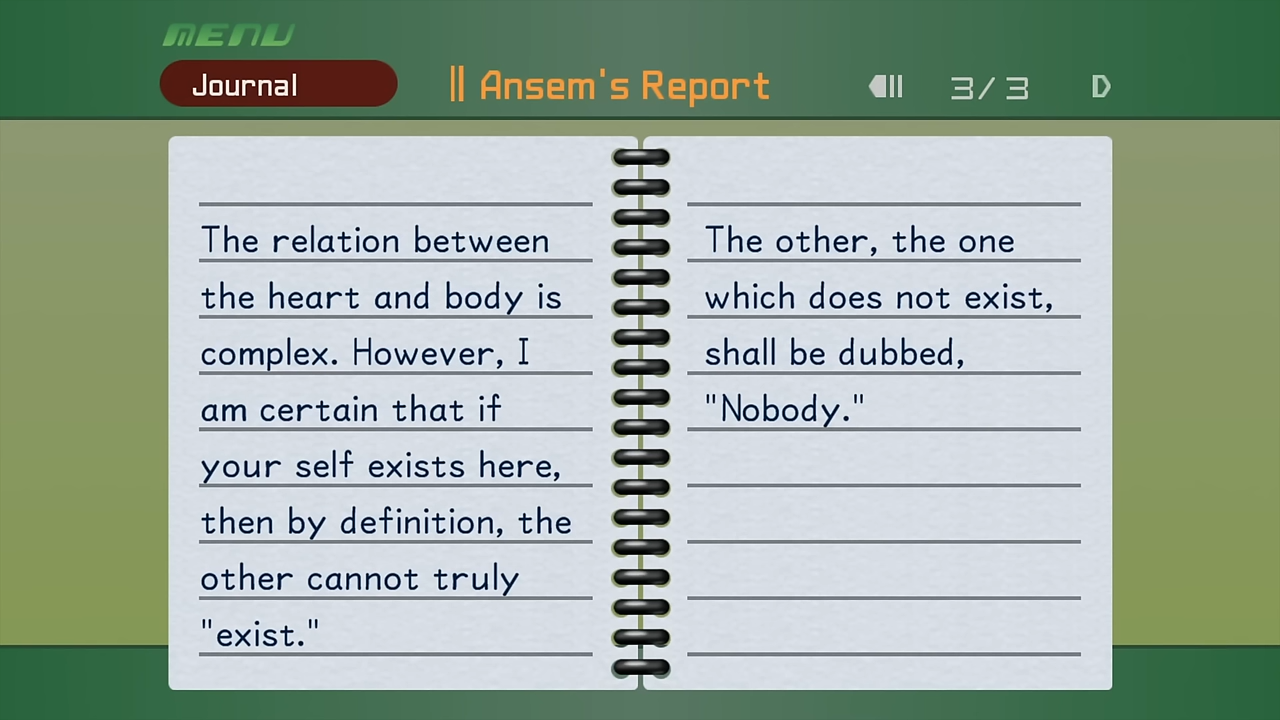 MENU
Journal
Ansem's Report
3/3
The relation between
the heart and body is
complex. However, I
am certain that if
your self exists here,
then by definition, the
other cannot truly
"exist."
The other, the one
which does not exist,
shall be dubbed,
"Nobody."